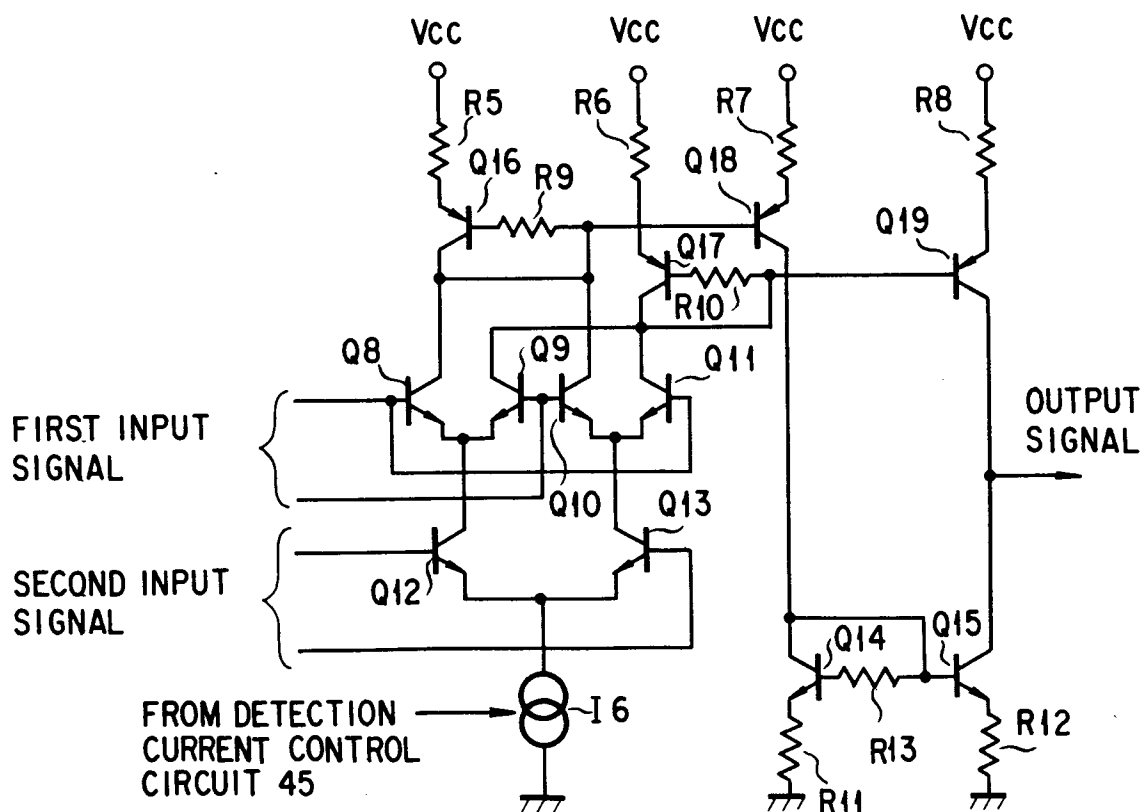 Vcc Vcc Vcc Vcc
R5 R6 R7 R8
Q16 R9 Q18
Q17 Q19
R10
Q8 Q9 Q11
FIRST INPUT
SIGNAL
OUTPUT
SIGNAL
Q10 Q13
SECOND INPUT
SIGNAL
Q12
Q14 Q15
FROM DETECTION
CURRENT CONTROL
CIRCUIT 45
I6
R13 R12
R11